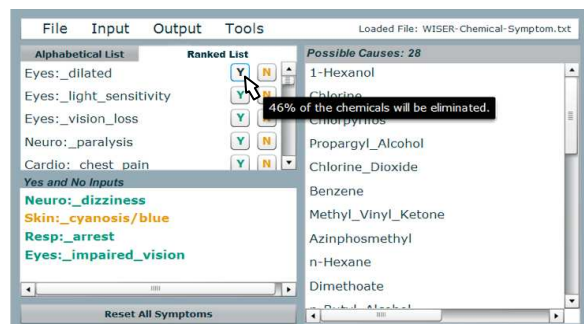 File Input Output Tools Loaded File: WISER-Chemical-Symptom.txt
Alphabetical List Ranked List
Eyes:_dilated Y N
Eyes:_light_sensitivity Y N
Eyes:_vision_loss Y N
Neuro:_paralysis Y N
Cardio:_chest_pain Y N
46% of the chemicals will be eliminated.
Yes and No Inputs
Neuro:_dizziness
Skin:_cyanosis/blue
Resp:_arrest
Eyes:_impaired_vision
Reset All Symptoms
Possible Causes: 28
1-Hexanol
Chlorine
Chlorpyrifos
Propargyl_Alcohol
Chlorine_Dioxide
Benzene
Methyl_Vinyl_Ketone
Azinphosmethyl
n-Hexane
Dimethoate
n-Butyl_Alcohol